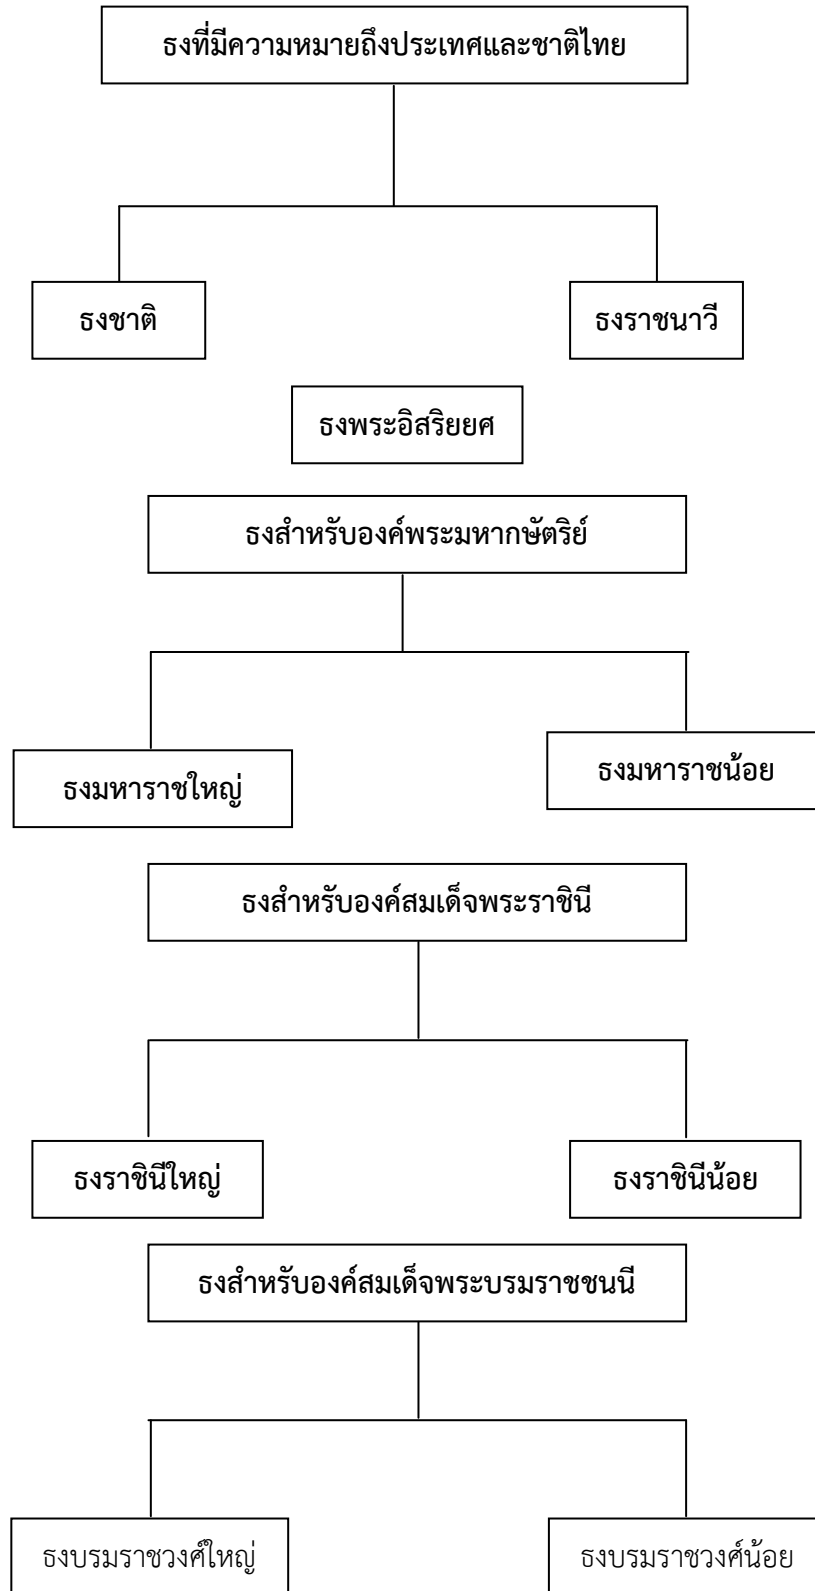 ธงที่มีความหมายถึงประเทศและชาติไทย
ธงชาติ
ธงราชนาวี
ธงพระอิสริยยศ
ธงสำหรับองค์พระมหากษัตริย์
ธงมหาราชใหญ่
ธงมหาราชน้อย
ธงสำหรับองค์สมเด็จพระราชินี
ธงราชินีใหญ่
ธงราชินีน้อย
ธงสำหรับองค์สมเด็จพระบรมราชชนนี
ธงบรมราชวงศ์ใหญ่
ธงบรมราชวงศ์น้อย